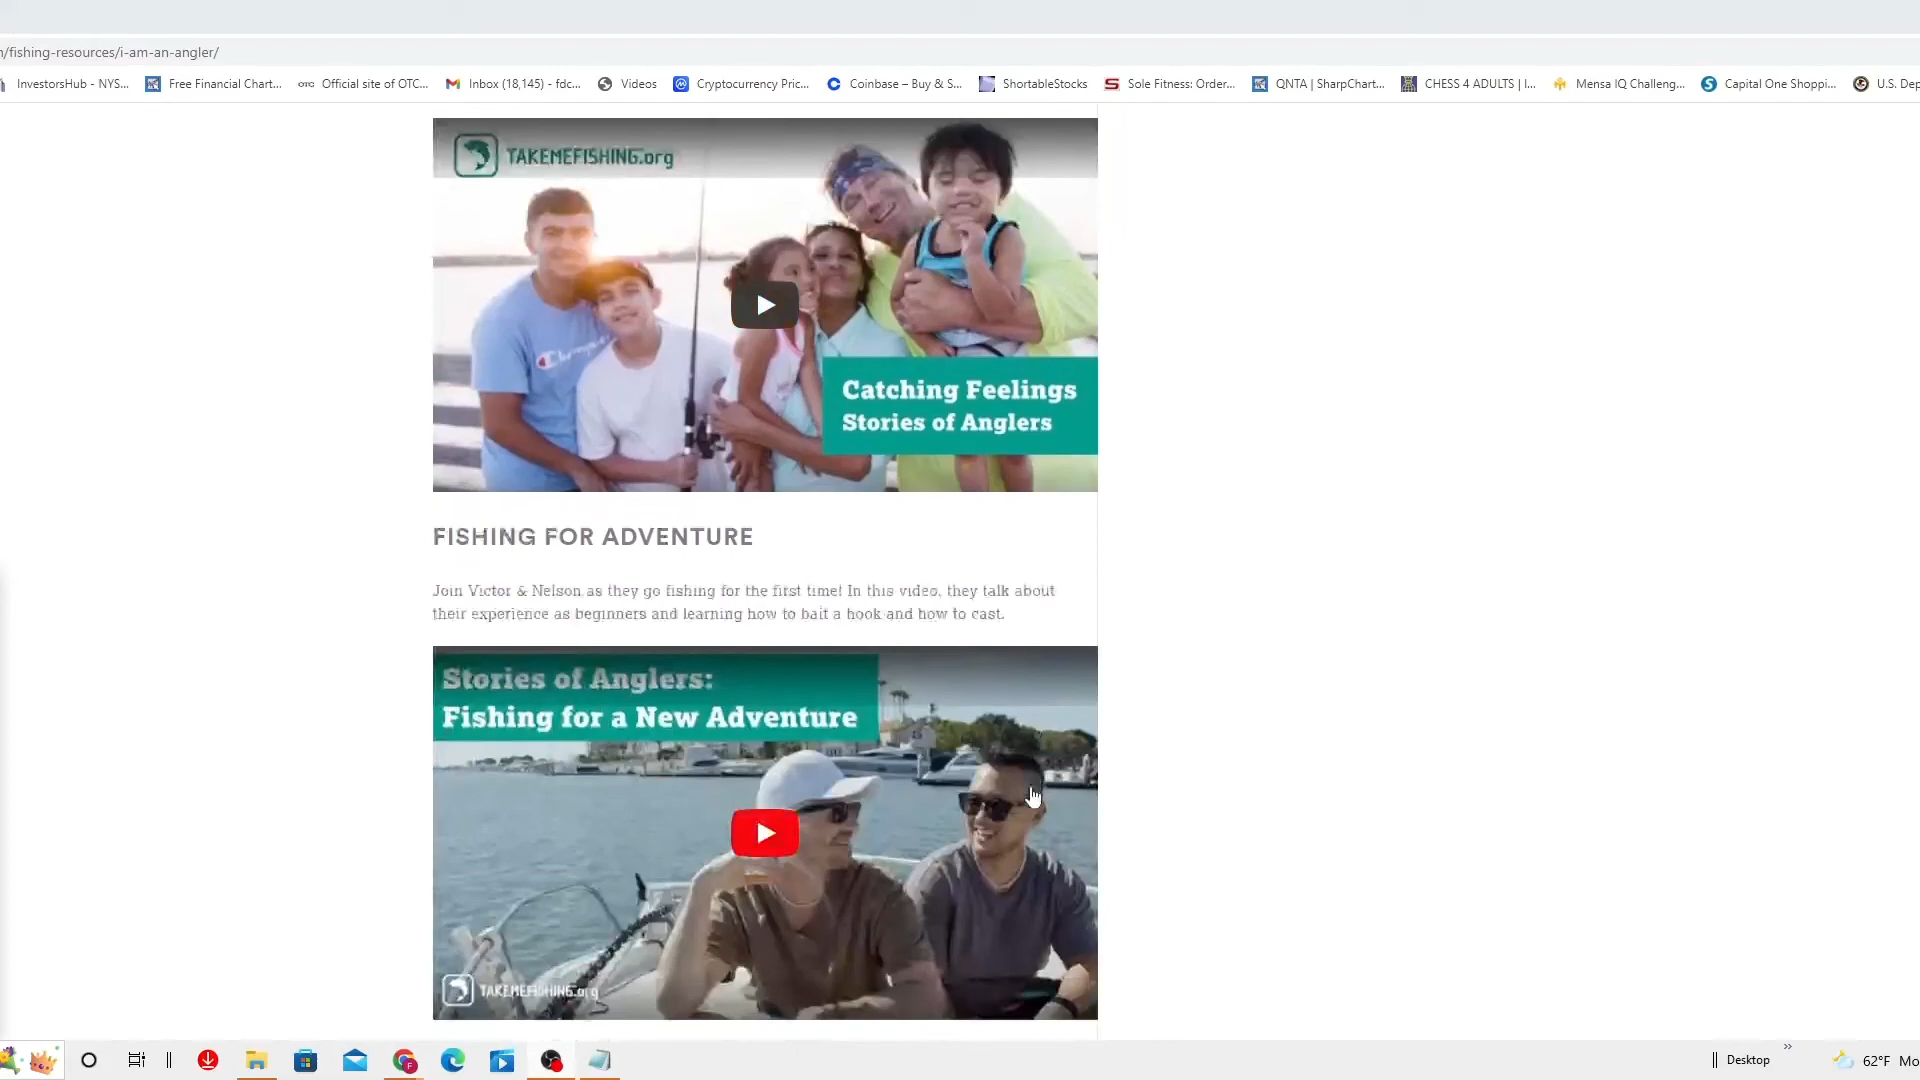 /fishing-resources/i-am-an-angler/
InvestorsHub - NYS... Free Financial Chart... OTC Official site of OTC... Inbox (18,145) - fdc... Videos Cryptocurrency Pric... Coinbase – Buy & S... ShortableStocks Sole Fitness: Order... QNTA | SharpChart... CHESS 4 ADULTS | I... Mensa IQ Challeng... Capital One Shoppi... U.S. Dep
TAKEMEFISHING.org
Champion
Catching Feelings
Stories of Anglers
FISHING FOR ADVENTURE
Join Victor & Nelson as they go fishing for the first time! In this video, they talk about
their experience as beginners and learning how to bait a hook and how to cast.
Stories of Anglers:
Fishing for a New Adventure
TAKEMEFISHING.org
Desktop
62°F Mo